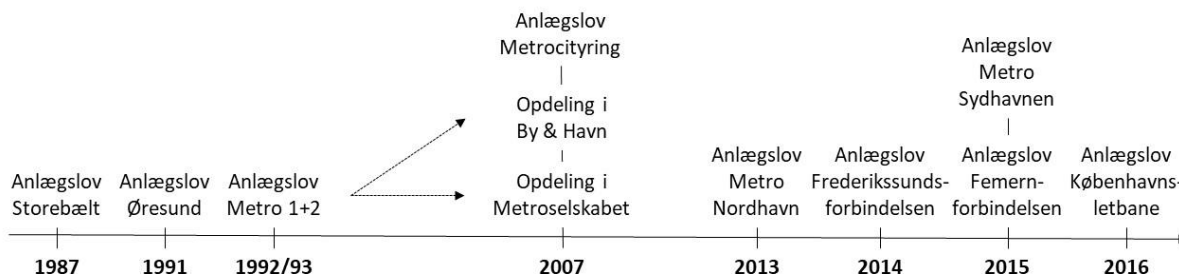 Anlægslov
Storebælt
1987
Anlægslov
Øresund
1991
Anlægslov
Metro 1+2
1992/93
Anlægslov
Metrocityring
Opdeling i
By & Havn
Opdeling i
Metroselskabet
2007
Anlægslov
Metro
Nordhavn
2013
Anlægslov
Frederikssunds-
forbindelsen
2014
Anlægslov
Metro
Sydhavnen
Anlægslov
Femern-
forbindelsen
2015
Anlægslov
Københavns-
letbane
2016